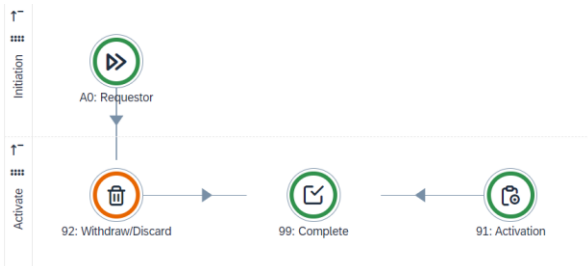 Initiation
A0: Requestor
Activate
92: Withdraw/Discard
99: Complete
91: Activation